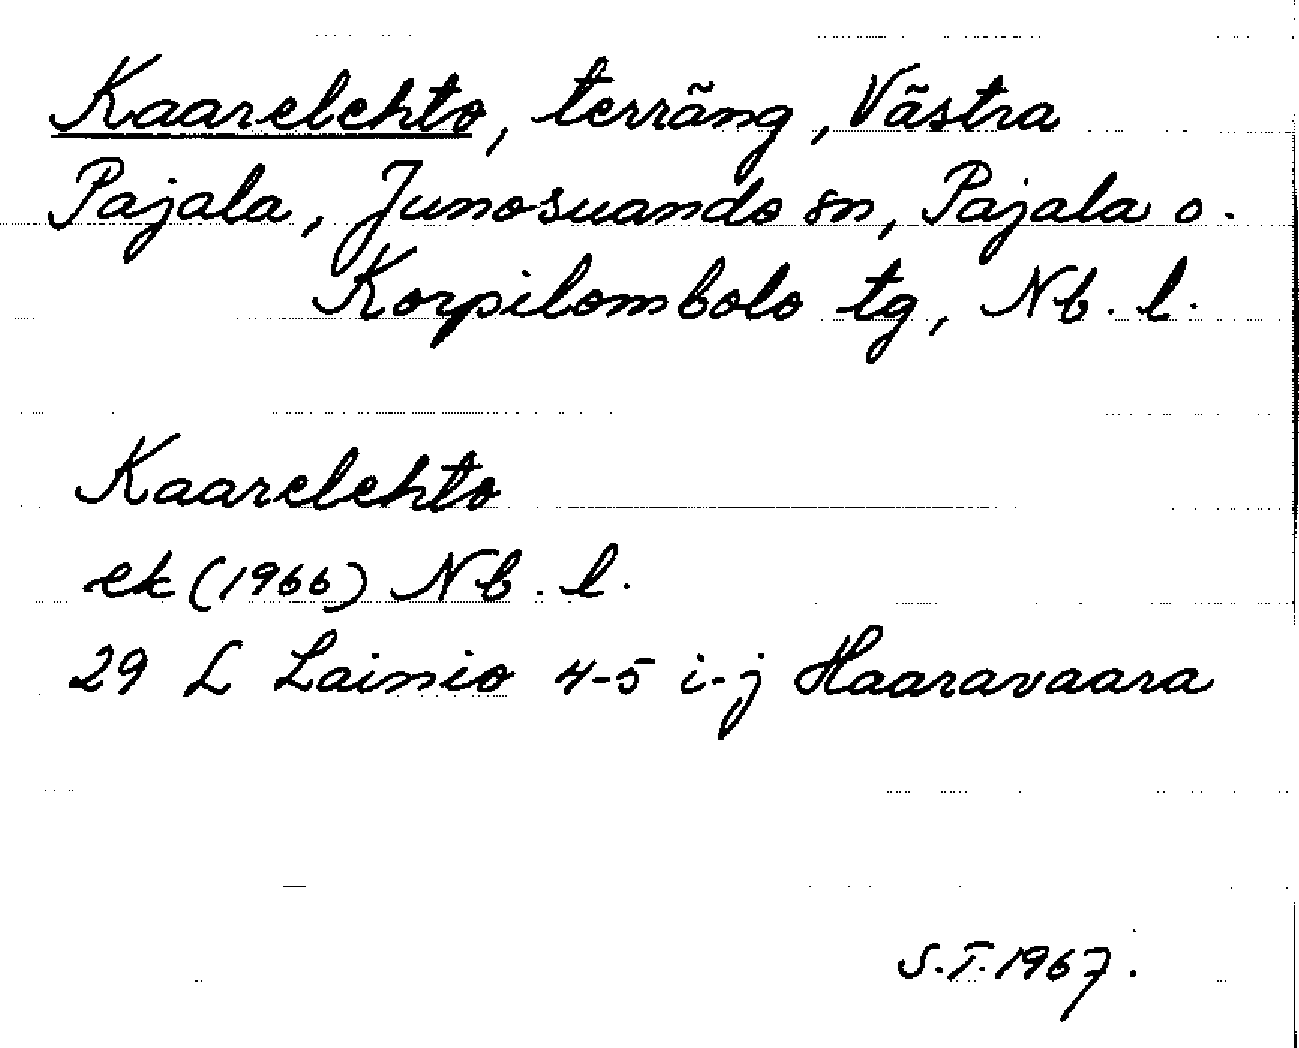 Kaarelehto, terräng, Västra
Pajala, Junosuando sn, Pajala o.
Korpilombolo tg, Nb. l.
Kaarelehto
ek (1966) Nb. l.
29 L Lainio 4-5 i-j Haaravaara
S.T. 1967.